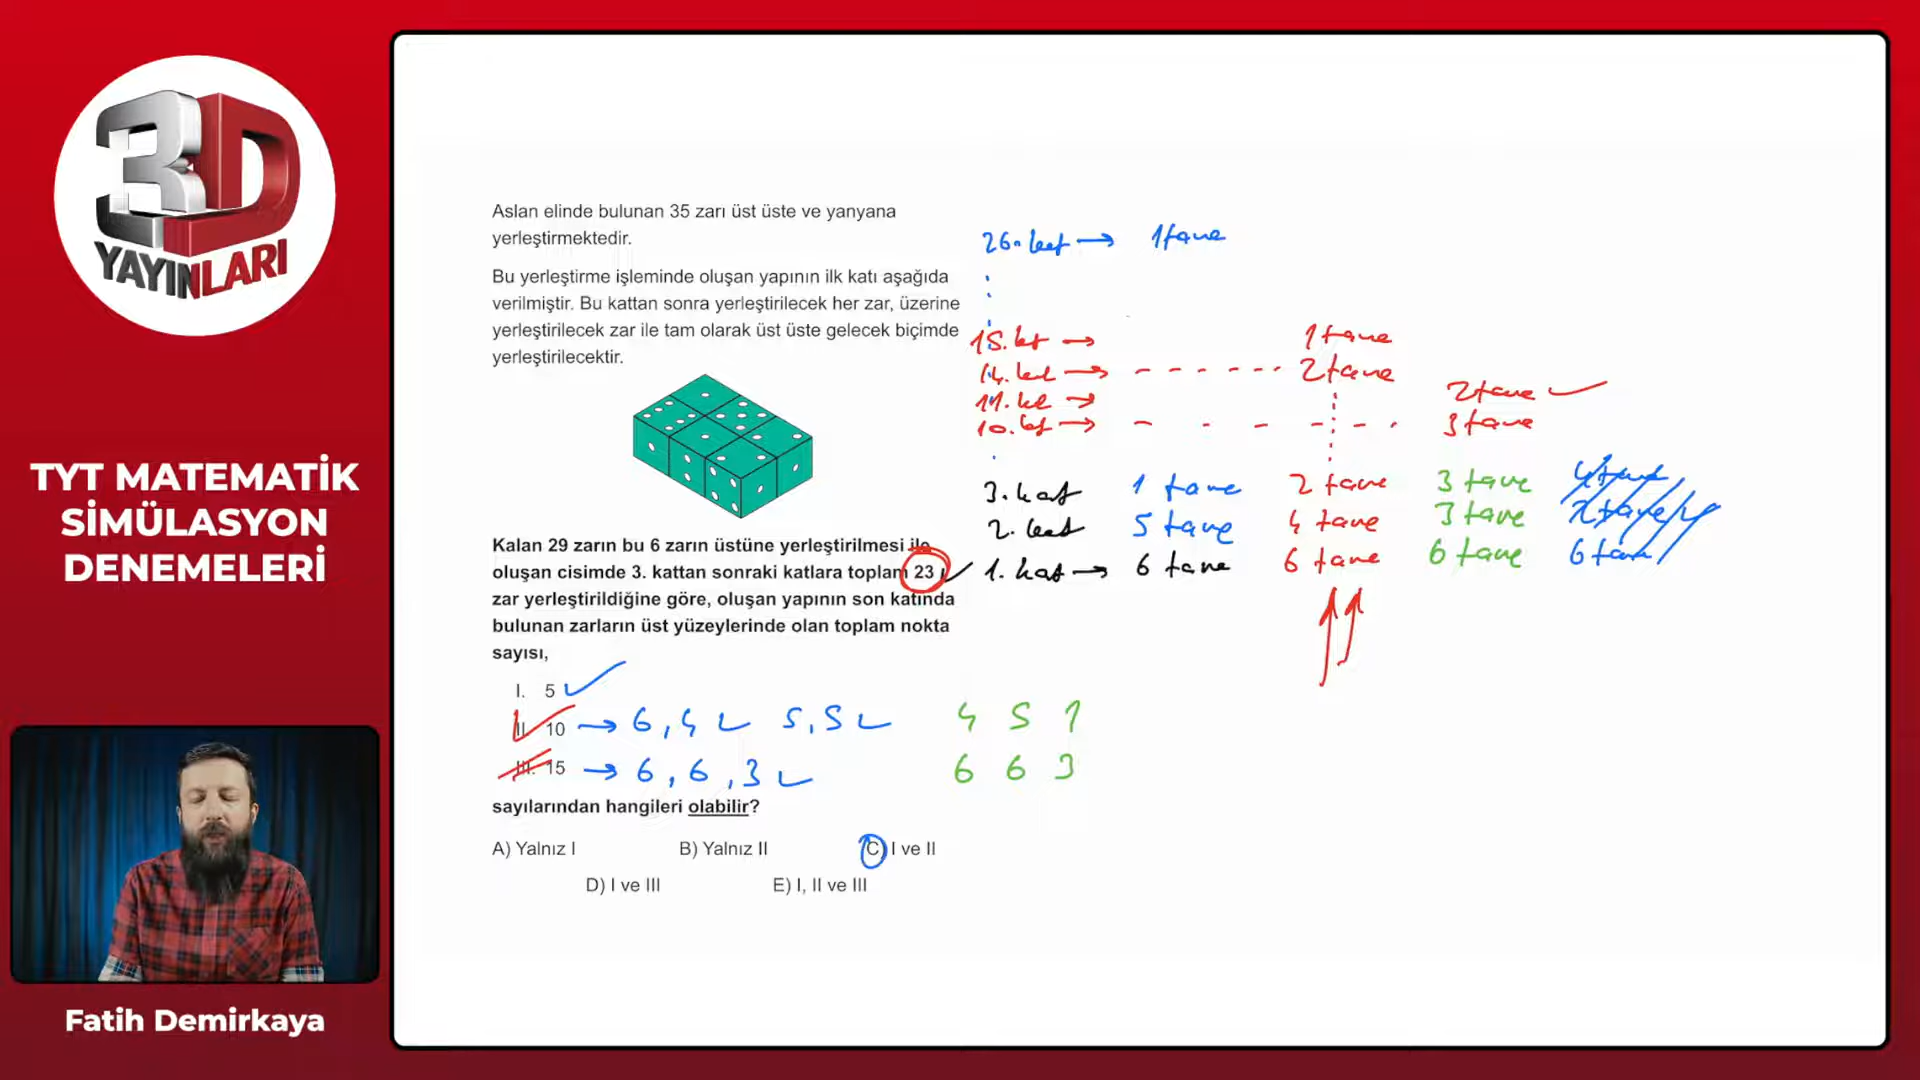 3D
YAYINLARI
TYT MATEMATİK
SİMÜLASYON
DENEMELERİ
Fatih Demirkaya
Aslan elinde bulunan 35 zarı üst üste ve yanyana
yerleştirmektedir.
Bu yerleştirme işleminde oluşan yapının ilk katı aşağıda
verilmiştir. Bu kattan sonra yerleştirilecek her zar, üzerine
yerleştirilecek zar ile tam olarak üst üste gelecek biçimde
yerleştirilecektir.
Kalan 29 zarın bu 6 zarın üstüne yerleştirilmesi ile
oluşan cisimde 3. kattan sonraki katlara toplam 23
zar yerleştirildiğine göre, oluşan yapının son katında
bulunan zarların üst yüzeylerinde olan toplam nokta
sayısı,
I. 5
II. 10 → 6, 4 5, 5 4 5 1
III. 15 → 6, 6, 3 6 6 3
sayılarından hangileri olabilir?
A) Yalnız I B) Yalnız II C) I ve II
D) I ve III E) I, II ve III
26. kat → 1 tane
15. kat → 1 tane
14. kat → 2 tane
11. kat → 2 tane
10. kat → 3 tane
3. kat 1 tane 2 tane 3 tane 4 tane
2. kat 5 tane 4 tane 3 tane 2 tane
1. kat → 6 tane 6 tane 6 tane 6 tane